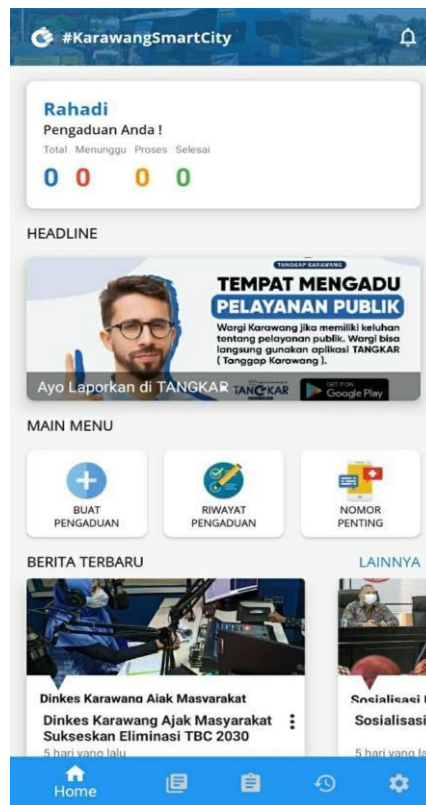 #KarawangSmartCity
Rahadi
Pengaduan Anda !
Total Menunggu Proses Selesai
0 0 0 0
HEADLINE
TANGGAP KARAWANG
TEMPAT MENGADU
PELAYANAN PUBLIK
Wargi Karawang jika memiliki keluhan
tentang pelayanan publik. Wargi bisa
langsung gunakan aplikasi TANGKAR
( Tanggap Karawang ).
Ayo Laporkan di TANGKAR
TANGKAR
GET IT ON
Google Play
MAIN MENU
BUAT
PENGADUAN
RIWAYAT
PENGADUAN
NOMOR
PENTING
BERITA TERBARU
LAINNYA
Dinkes Karawang Ajak Masyarakat
Dinkes Karawang Ajak Masyarakat
Sukseskan Eliminasi TBC 2030
5 hari yang lalu
Sosialisasi
Sosialisasi
5 hari yang
Home